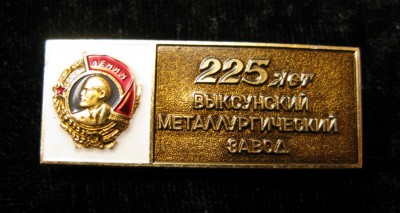 ЛЕНИН
225 лет
ВЫКСУНСКИЙ
МЕТАЛЛУРГИЧЕСКИЙ
ЗАВОД